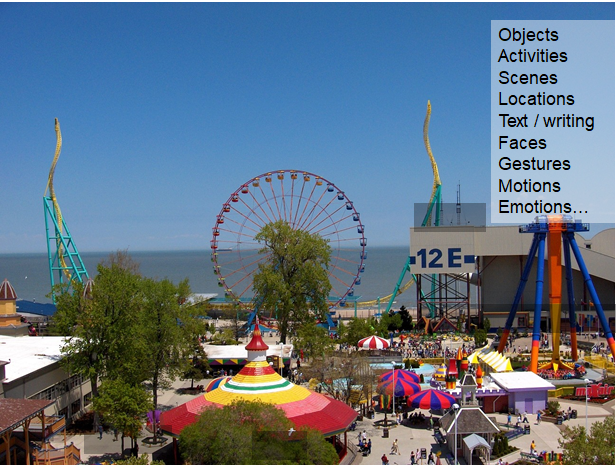 Objects
Activities
Scenes
Locations
Text / writing
Faces
Gestures
Motions
Emotions…
12 E